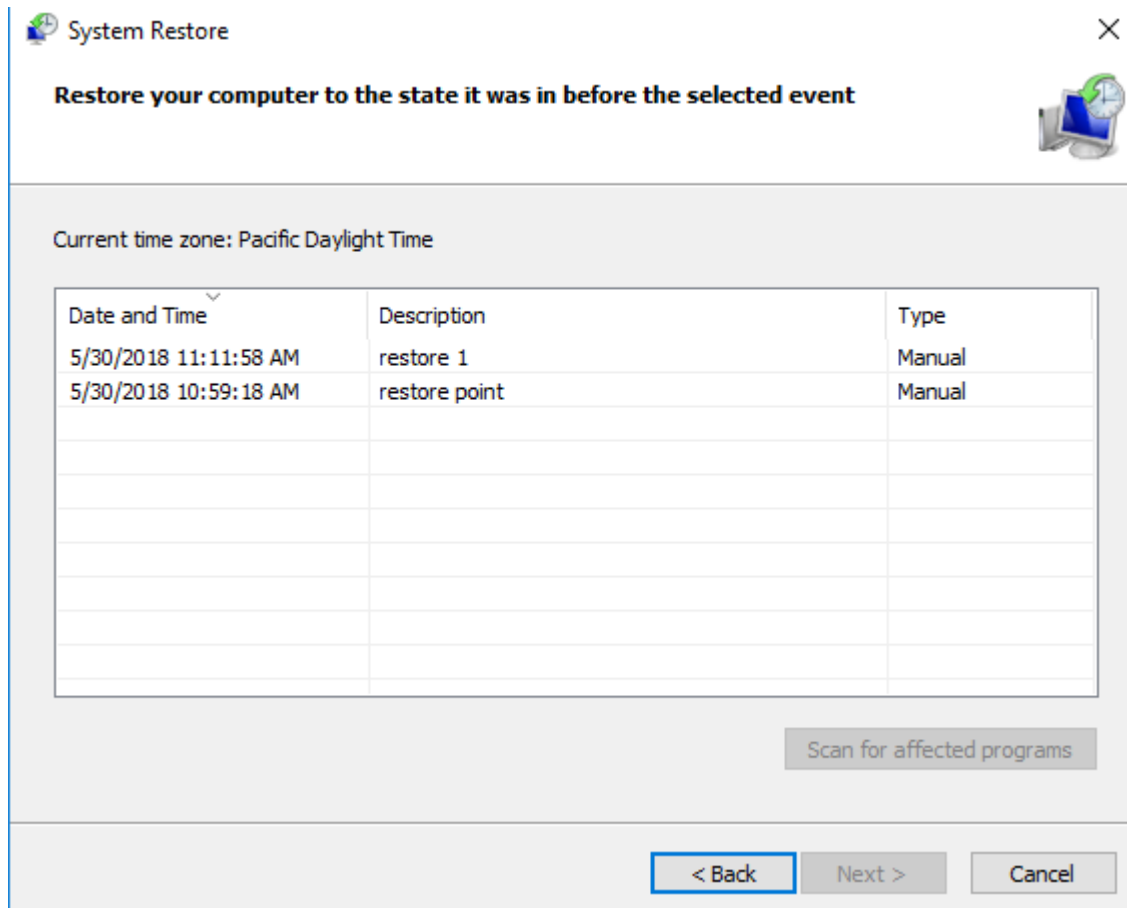 System Restore
Restore your computer to the state it was in before the selected event
Current time zone: Pacific Daylight Time
Date and Time Description Type
5/30/2018 11:11:58 AM restore 1 Manual
5/30/2018 10:59:18 AM restore point Manual
Scan for affected programs
< Back Next > Cancel